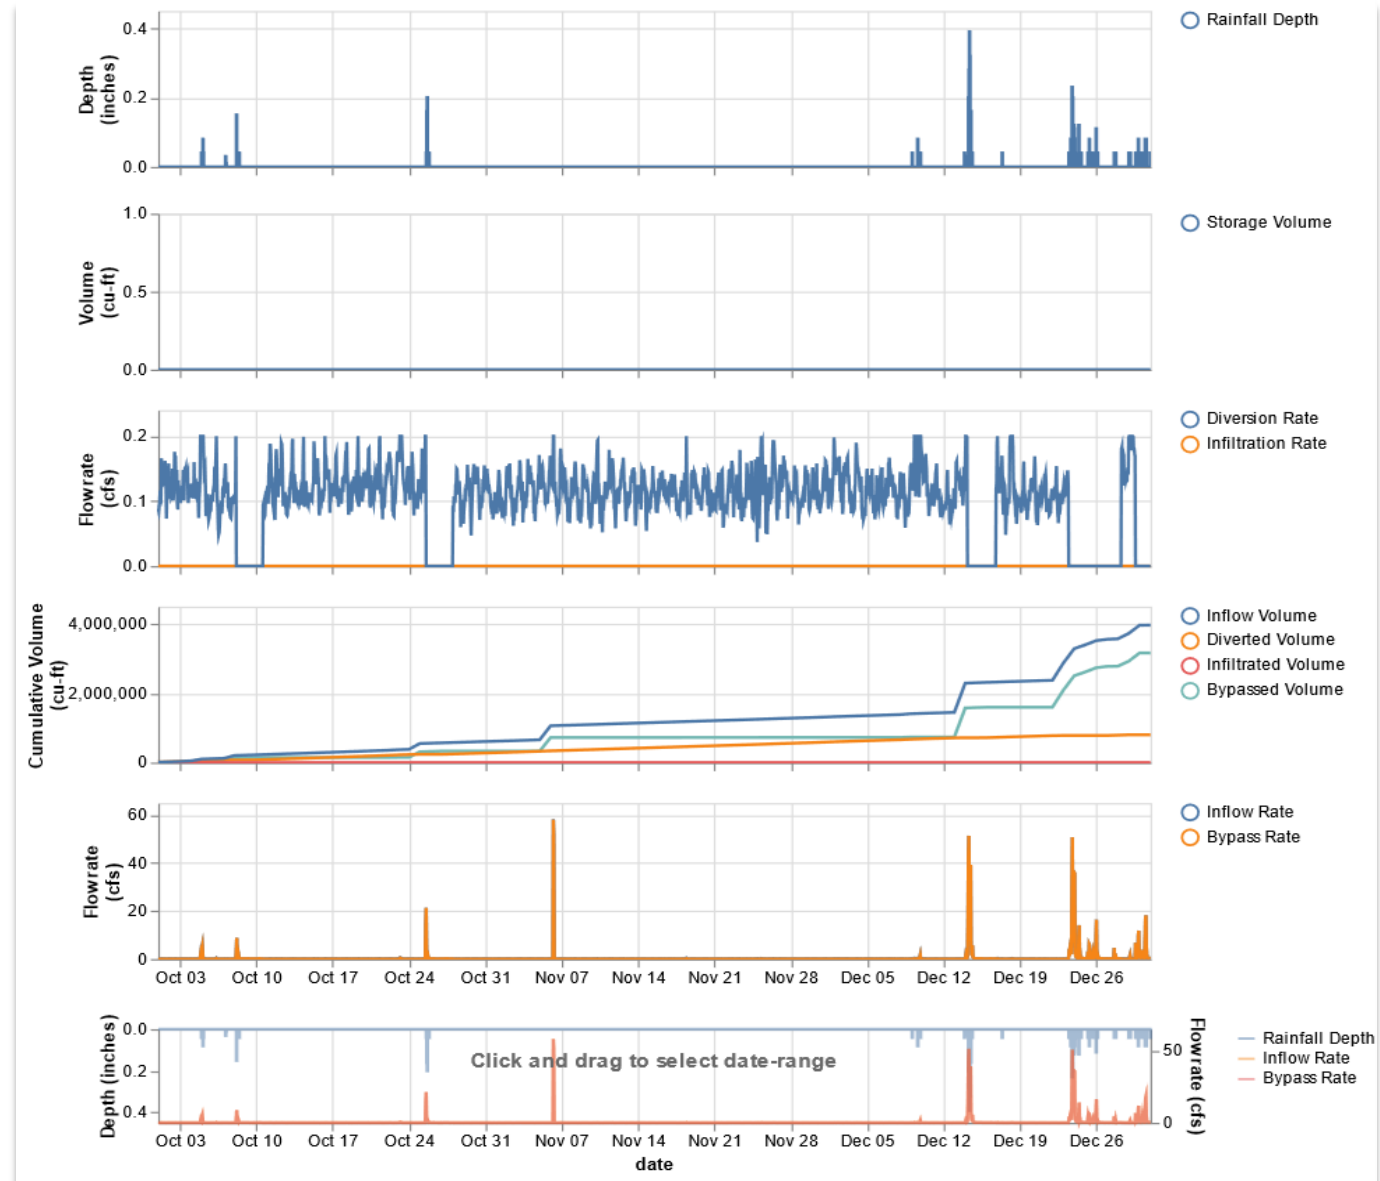 Depth
(inches)
0.4
0.2
0.0
Rainfall Depth
Volume
(cu-ft)
1.0
0.5
0.0
Storage Volume
Flowrate
(cfs)
0.2
0.1
0.0
Diversion Rate
Infiltration Rate
Cumulative Volume
(cu-ft)
4,000,000
2,000,000
0
Inflow Volume
Diverted Volume
Infiltrated Volume
Bypassed Volume
Flowrate
(cfs)
60
40
20
0
Inflow Rate
Bypass Rate
Oct 03 Oct 10 Oct 17 Oct 24 Oct 31 Nov 07 Nov 14 Nov 21 Nov 28 Dec 05 Dec 12 Dec 19 Dec 26
Depth (inches)
0.0
0.2
0.4
Click and drag to select date-range
50
0
Flowrate (cfs)
Rainfall Depth
Inflow Rate
Bypass Rate
Oct 03 Oct 10 Oct 17 Oct 24 Oct 31 Nov 07 Nov 14 Nov 21 Nov 28 Dec 05 Dec 12 Dec 19 Dec 26
date